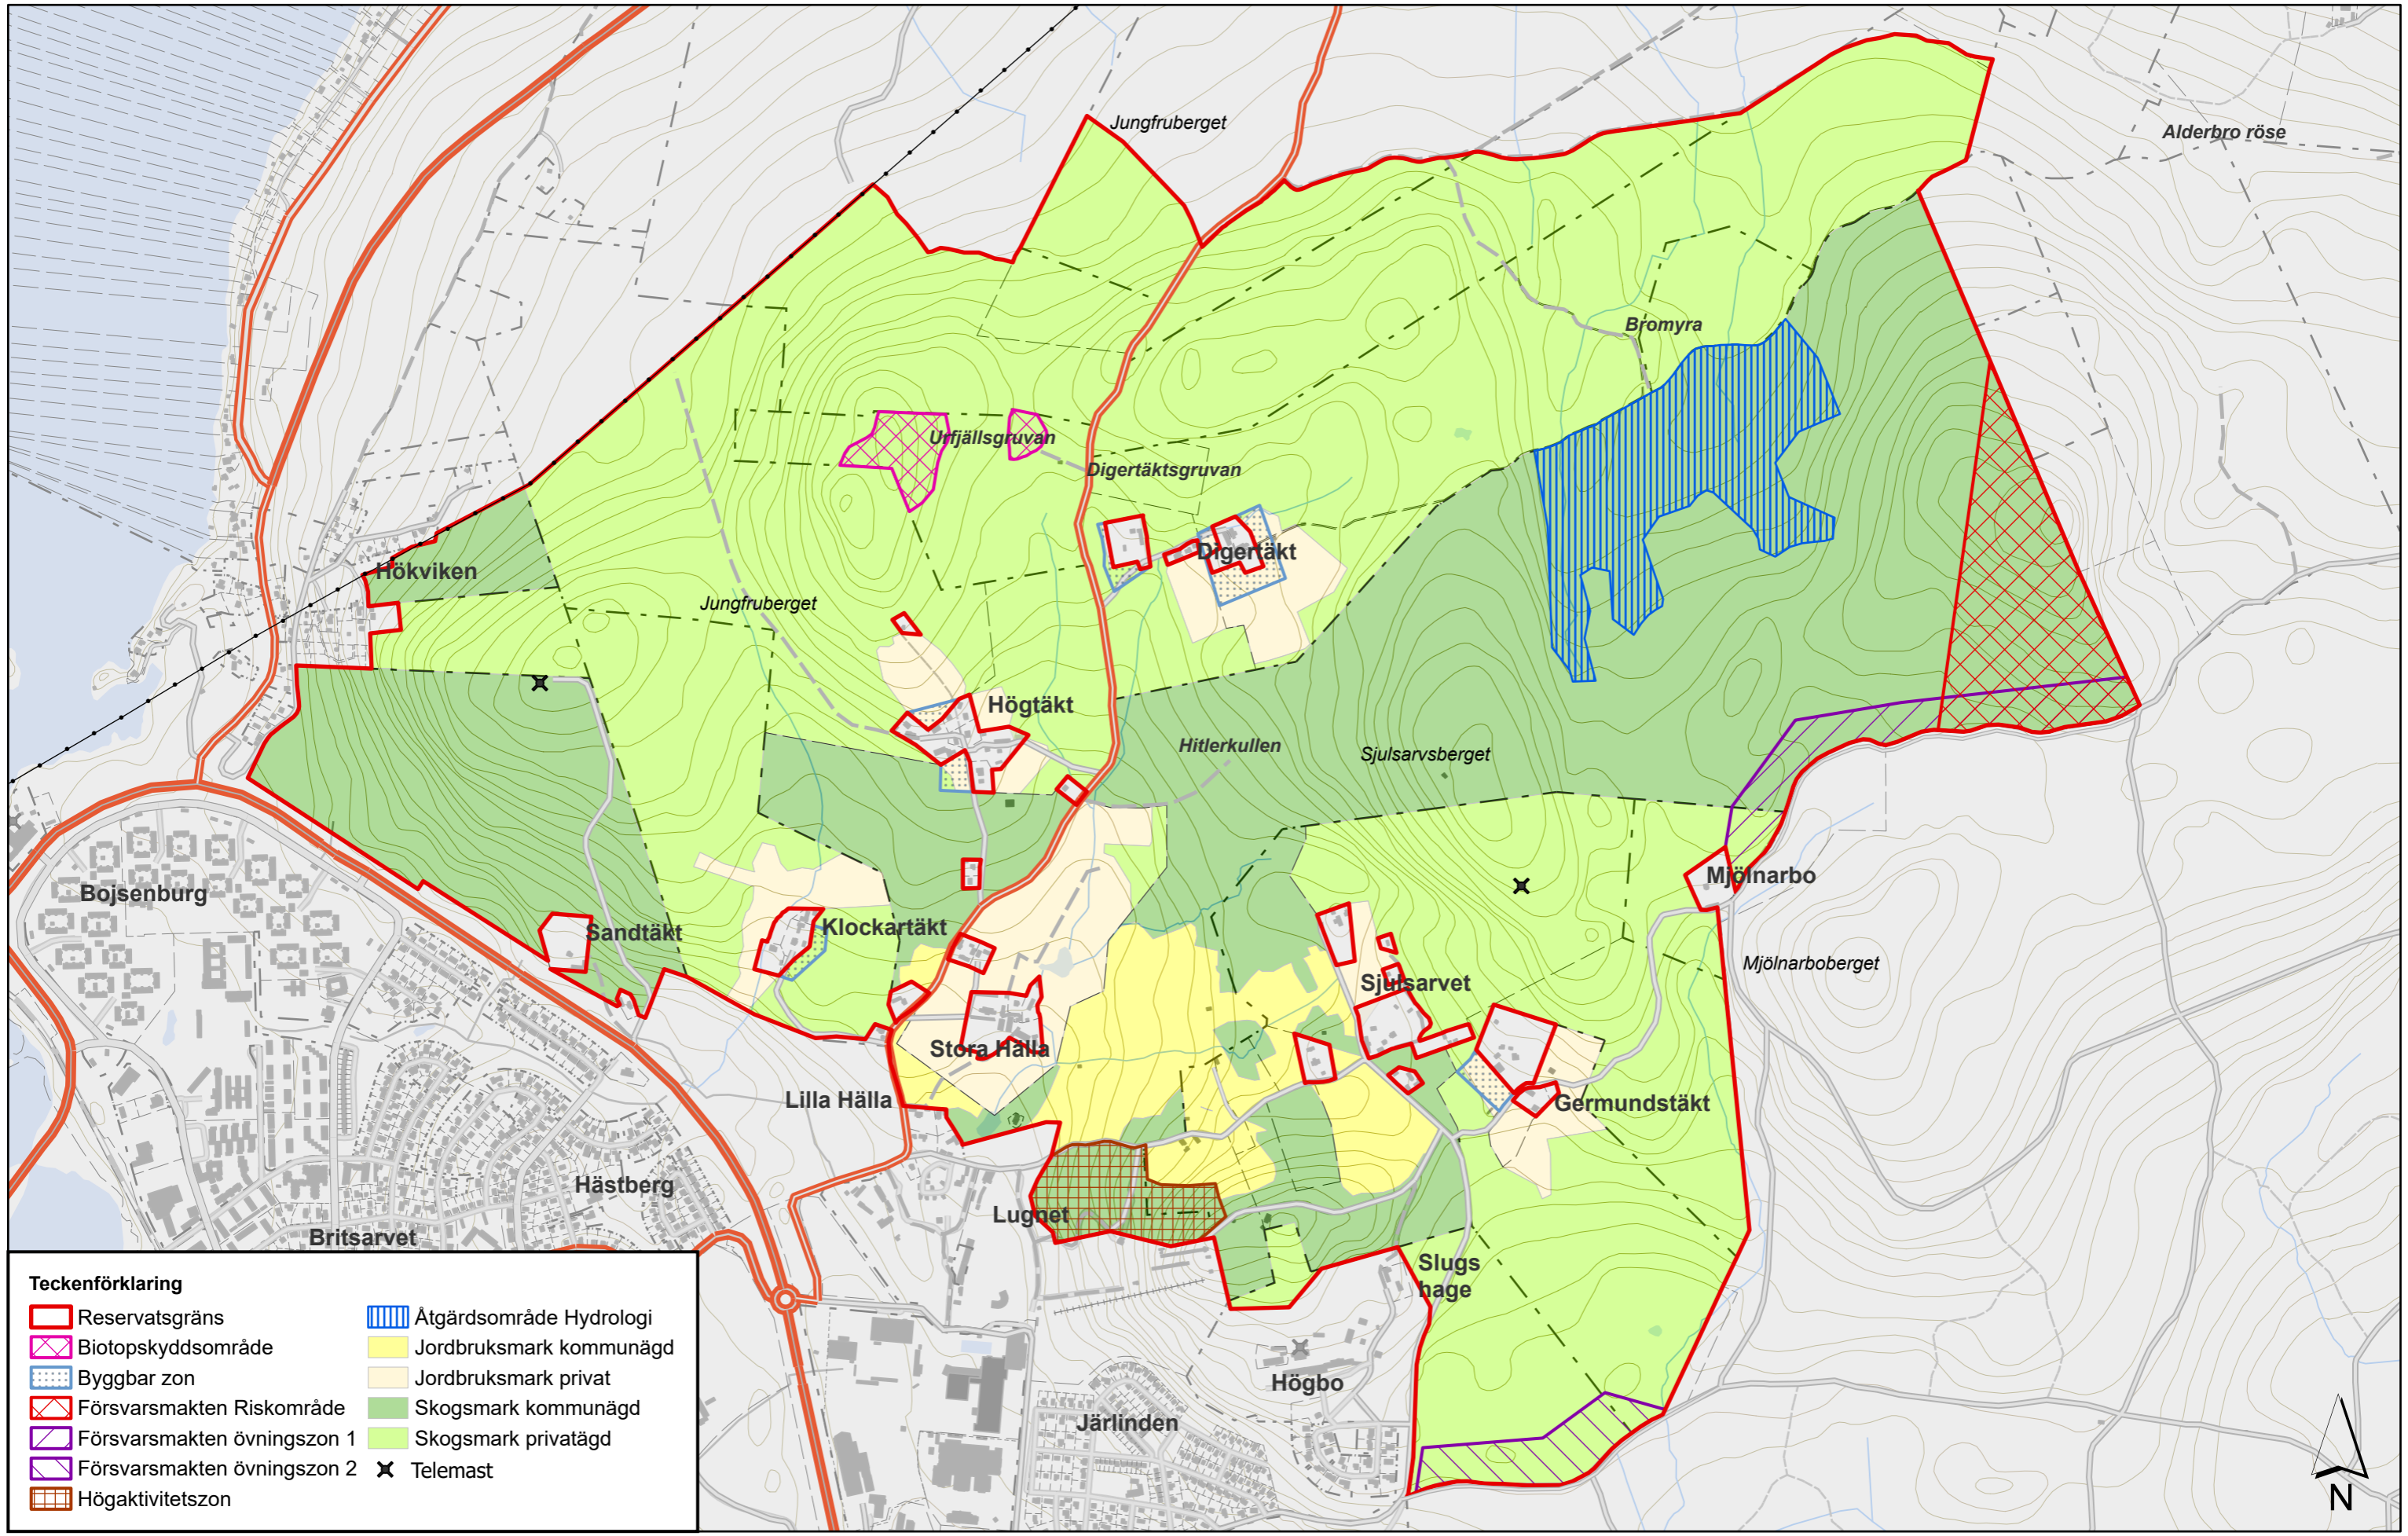 Jungfruberget
Alderbro röse
Bromyra
Urfjällsgruvan
Digertäktsgruvan
Digertäkt
Hökviken
Jungfruberget
Högtäkt
Hitlerkullen
Sjulsarvsberget
Mjölnarbo
Bojsenburg
Sandtäkt
Klockartäkt
Mjölnarboberget
Sjulsarvet
Stora Hälla
Lilla Hälla
Germundstäkt
Hästberg
Lugnet
Britsarvet
Slugs
hage
Högbo
Järlinden
Teckenförklaring
Reservatsgräns
Biotopskyddsområde
Byggbar zon
Försvarsmakten Riskområde
Försvarsmakten övningszon 1
Försvarsmakten övningszon 2
Högaktivitetszon
Åtgärdsområde Hydrologi
Jordbruksmark kommunägd
Jordbruksmark privat
Skogsmark kommunägd
Skogsmark privatägd
Telemast
N